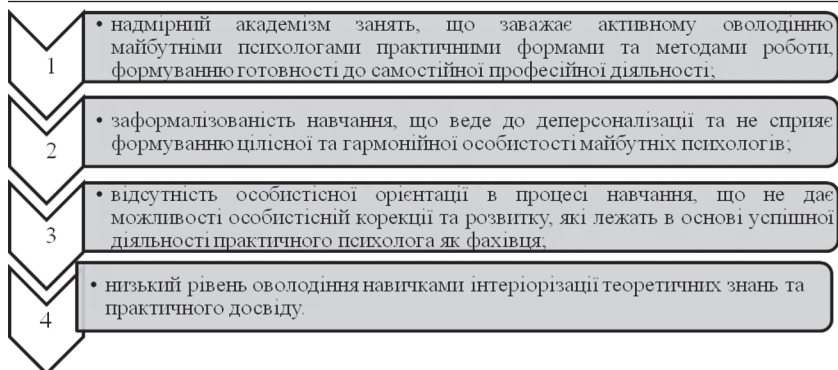 1
• надмірний академізм занять, що заважає активному оволодінню
майбутніми психологами практичними формами та методами роботи,
формуванню готовності до самостійної професійної діяльності;
2
• заформалізованість навчання, що веде до деперсоналізації та не сприяє
формуванню цілісної та гармонійної особистості майбутніх психологів;
3
• відсутність особистісної орієнтації в процесі навчання, що не дає
можливості особистісній корекції та розвитку, які лежать в основі успішної
діяльності практичного психолога як фахівця;
4
• низький рівень оволодіння навичками інтеріорізації теоретичних знань та
практичного досвіду.